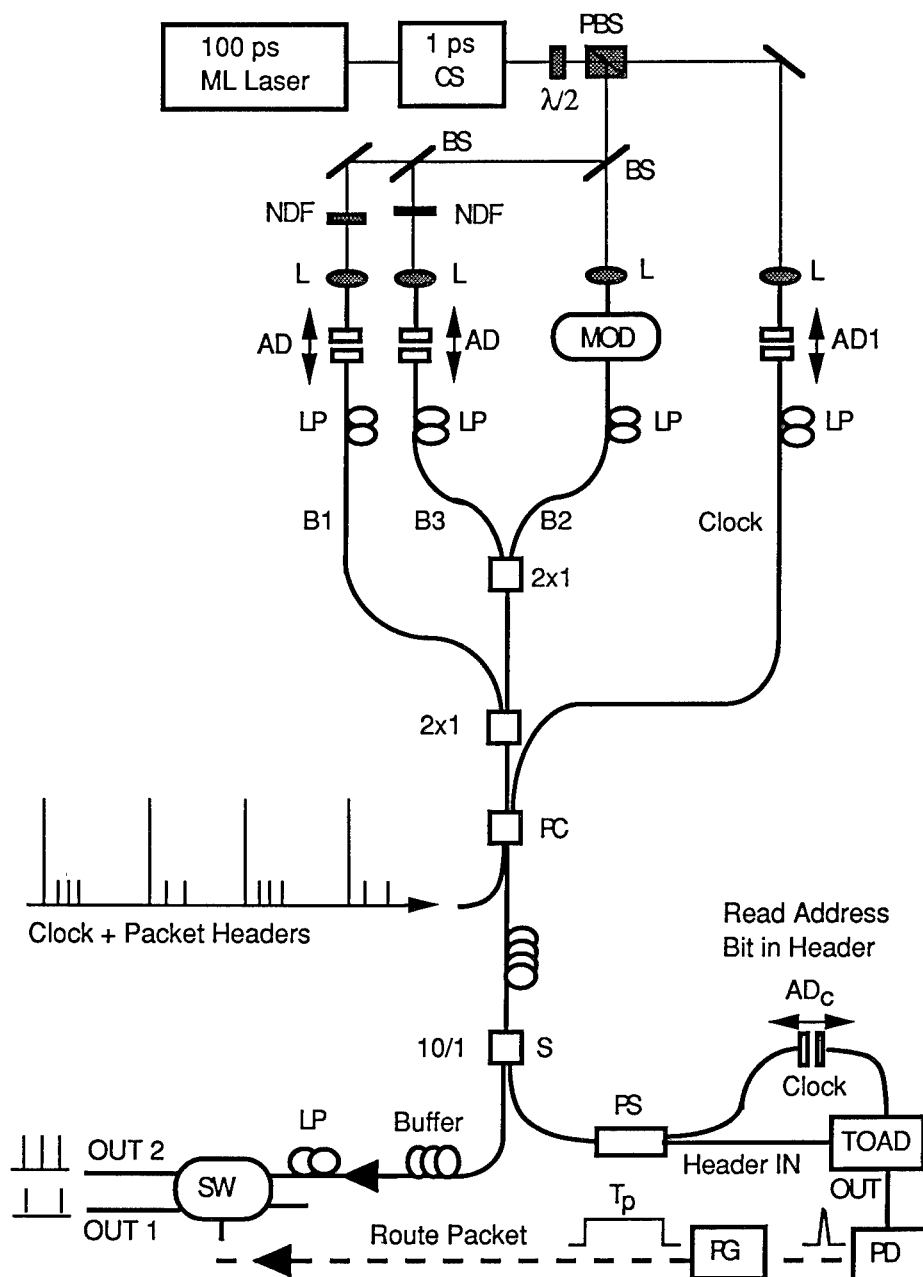 100 ps
ML Laser
1 ps
CS
PBS
λ/2
BS
BS
NDF
NDF
L
L
L
L
AD
AD
MOD
AD1
LP
LP
LP
LP
B1
B3
B2
Clock
2x1
2x1
PC
Clock + Packet Headers
Read Address
Bit in Header
ADC
10/1
S
Clock
LP
Buffer
PS
TOAD
OUT 2
Header IN
SW
OUT
OUT 1
Tp
Route Packet
PG
PD